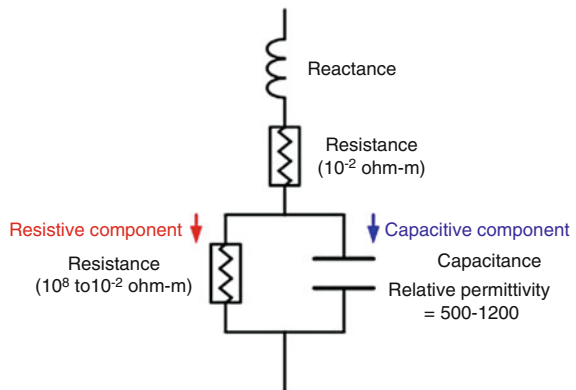 Reactance
Resistance
(10⁻² ohm-m)
Resistive component
Capacitive component
Resistance
(10⁸ to10⁻² ohm-m)
Capacitance
Relative permittivity
= 500-1200